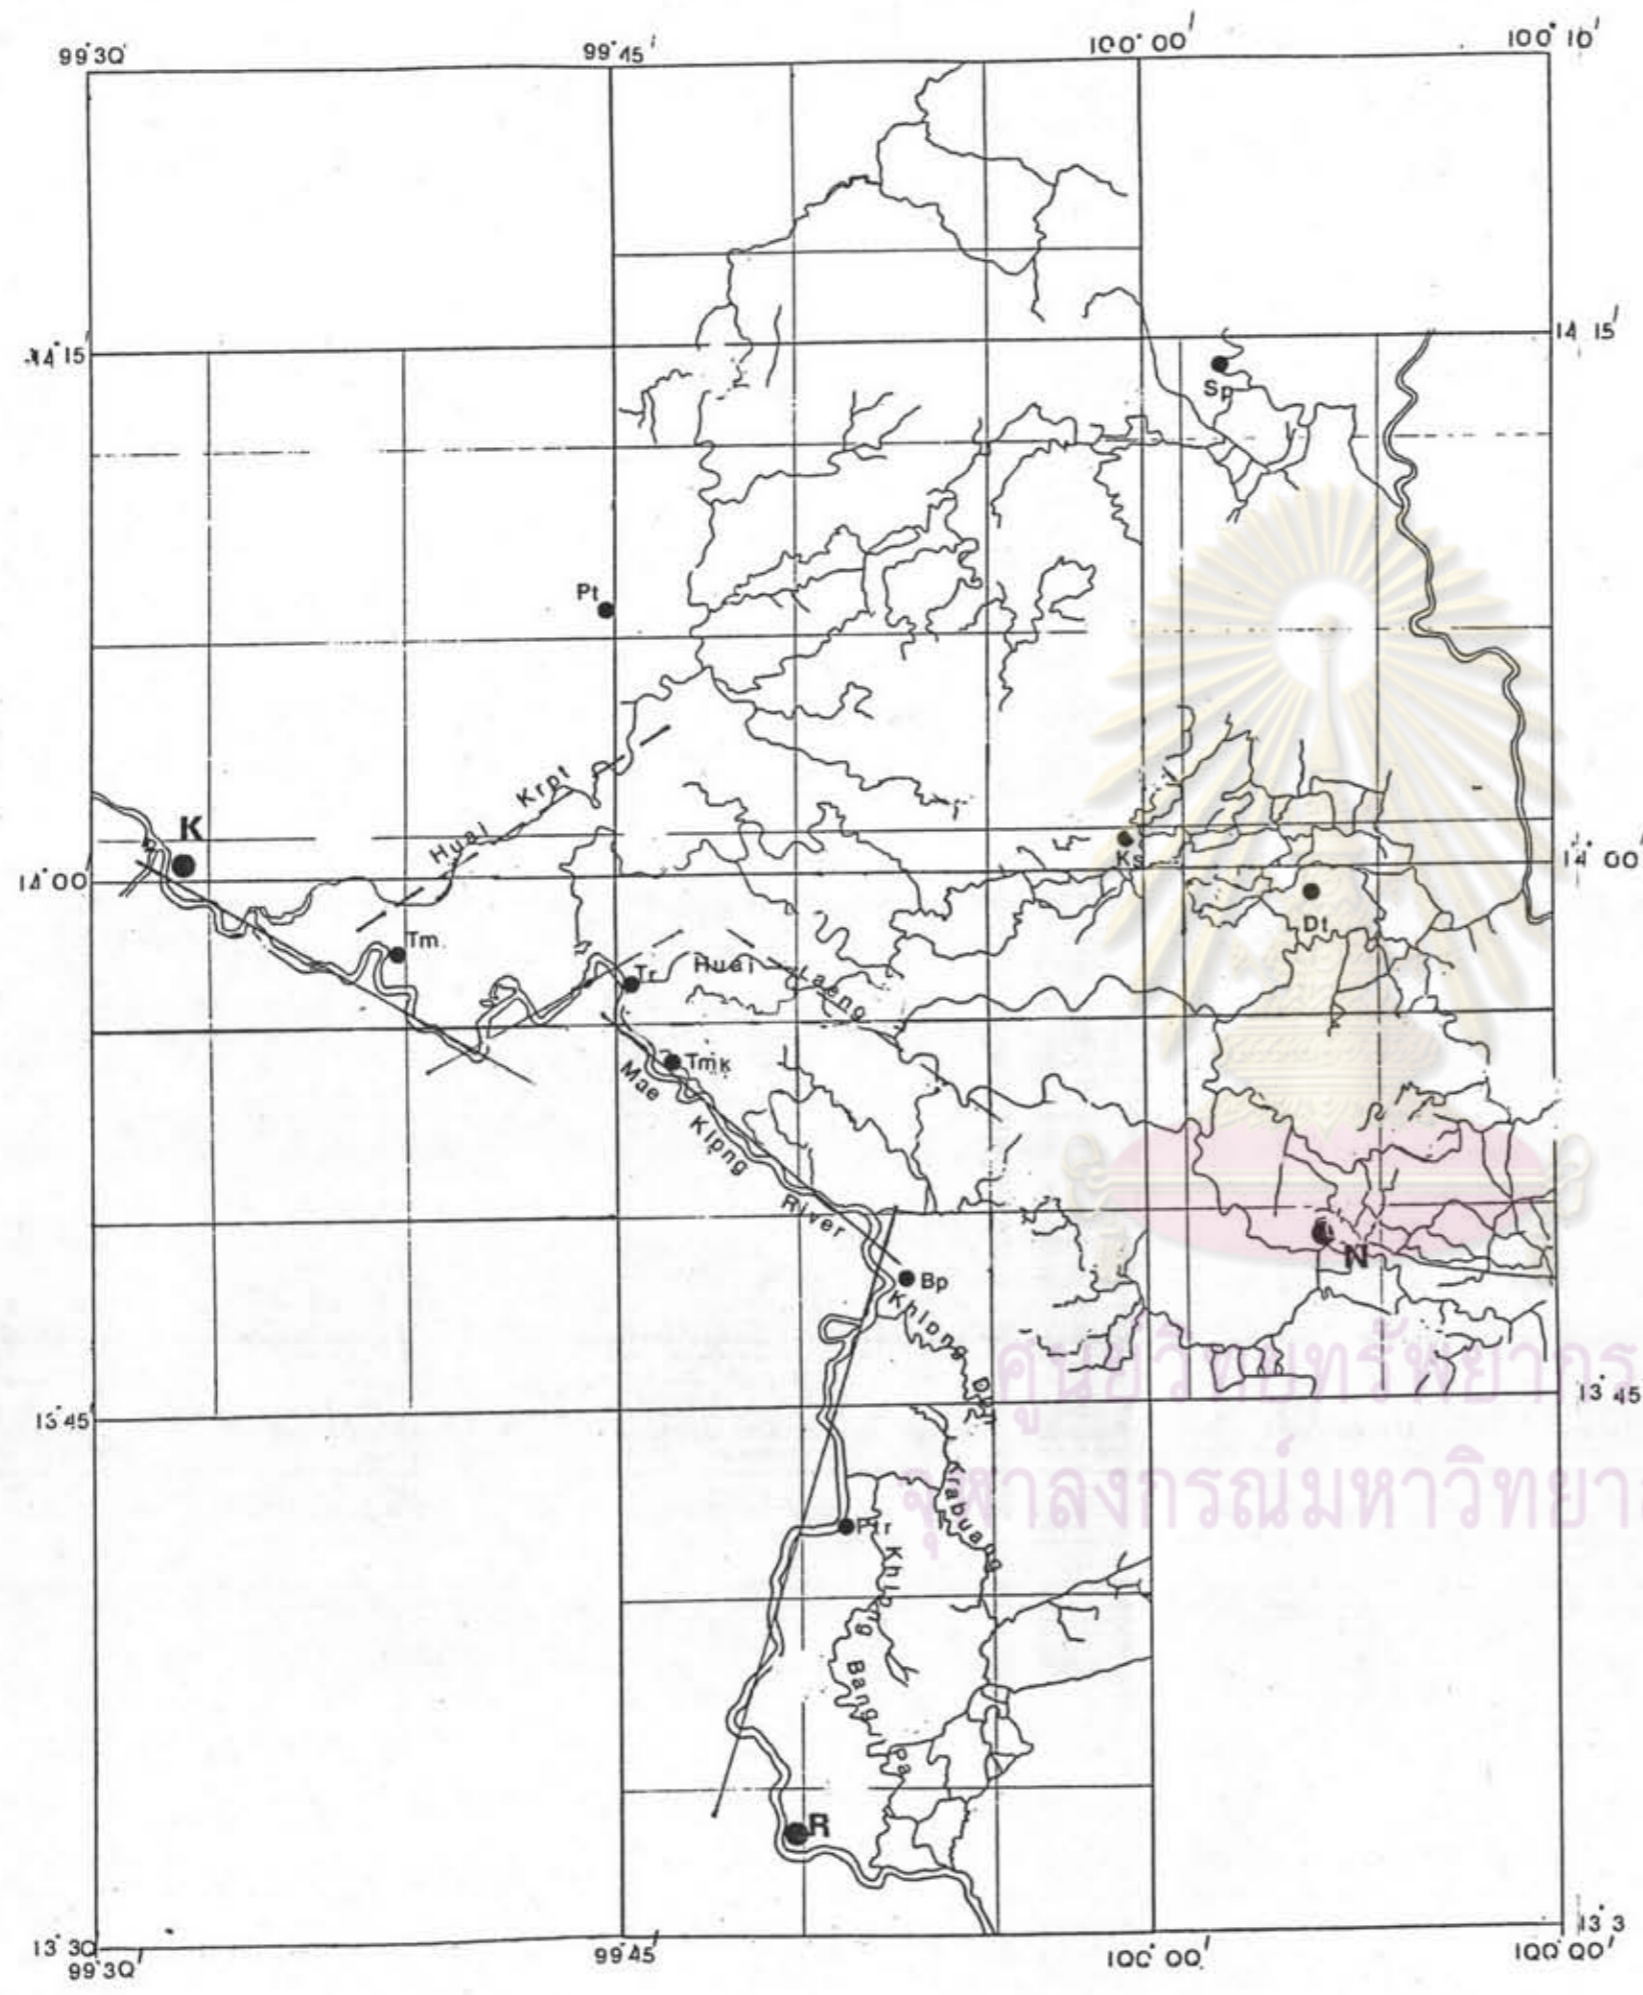 99°30'
99°45'
100°00'
100°10'
14°15'
14 15'
Sp
Pt
Huai Krpt
K
Ks
14°00'
14°00'
Dt
Tm.
Tr
Huai Laeng
Tmk
Mae Klong River
N
Bp
Khlong
ศูนย์วิทยทรัพยากร
13°45'
13°45
จุฬาลงกรณ์มหาวิทยา
Krabuang
Ptr
Khlong Bang Pa
R
13°30
13°3
99°30'
99°45'
100°00'
100°00'